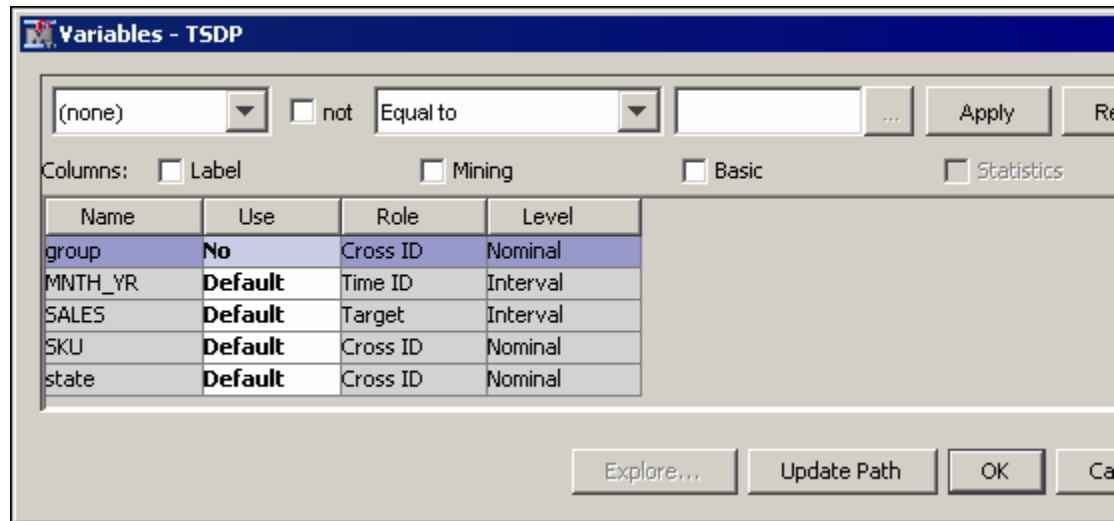 Variables - TSDP
(none) not Equal to ... Apply Re
Columns: Label Mining Basic Statistics
Name Use Role Level
group No Cross ID Nominal
MNTH_YR Default Time ID Interval
SALES Default Target Interval
SKU Default Cross ID Nominal
state Default Cross ID Nominal
Explore... Update Path OK Ca